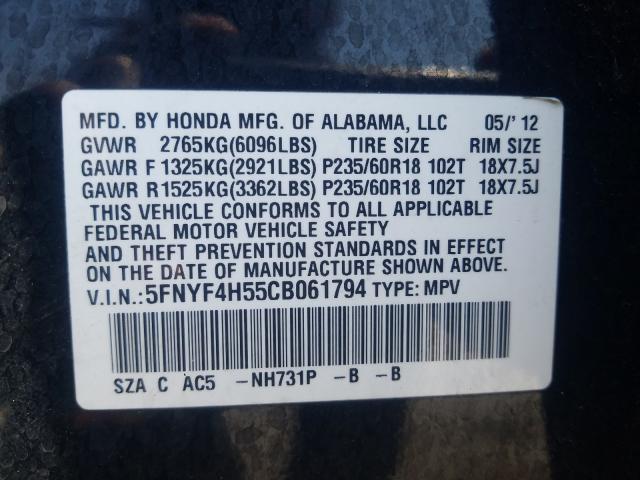 MFD. BY HONDA MFG. OF ALABAMA, LLC 05/'12
GVWR 2765KG(6096LBS) TIRE SIZE RIM SIZE
GAWR F 1325KG(2921LBS) P235/60R18 102T 18X7.5J
GAWR R 1525KG(3362LBS) P235/60R18 102T 18X7.5J
THIS VEHICLE CONFORMS TO ALL APPLICABLE
FEDERAL MOTOR VEHICLE SAFETY
AND THEFT PREVENTION STANDARDS IN EFFECT
ON THE DATE OF MANUFACTURE SHOWN ABOVE.
V.I.N.:5FNYF4H55CB061794 TYPE: MPV
SZA C AC5 -NH731P -B -B